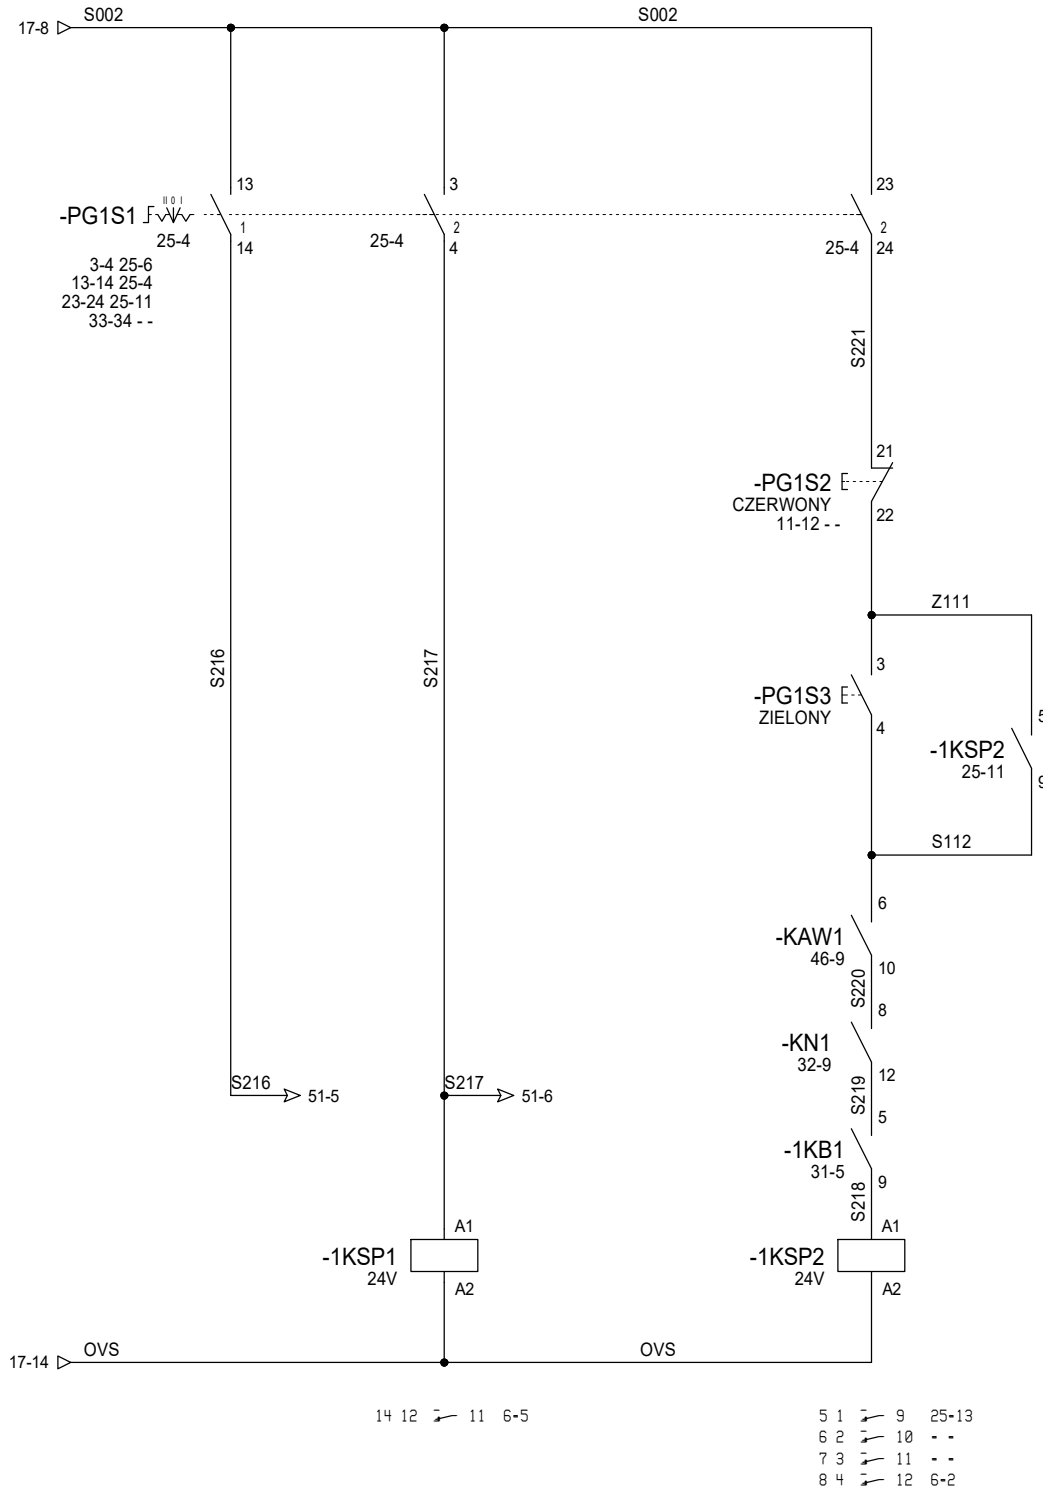 S002
S002
17-8
13
3
23
II 0 I
-PG1S1
1
2
2
25-4
14
25-4
4
25-4
24
3-4 25-6
13-14 25-4
23-24 25-11
33-34 - -
S221
21
-PG1S2
CZERWONY
22
11-12 - -
Z111
S216
S217
3
-PG1S3
ZIELONY
4
5
-1KSP2
25-11
9
S112
6
-KAW1
46-9
10
S220
8
-KN1
32-9
12
S219
5
S216
51-5
S217
51-6
-1KB1
31-5
9
S218
A1
A1
-1KSP1
24V
-1KSP2
24V
A2
A2
OVS
OVS
17-14
14 12 11 6-5
5 1 9 25-13
6 2 10 - -
7 3 11 - -
8 4 12 6-2